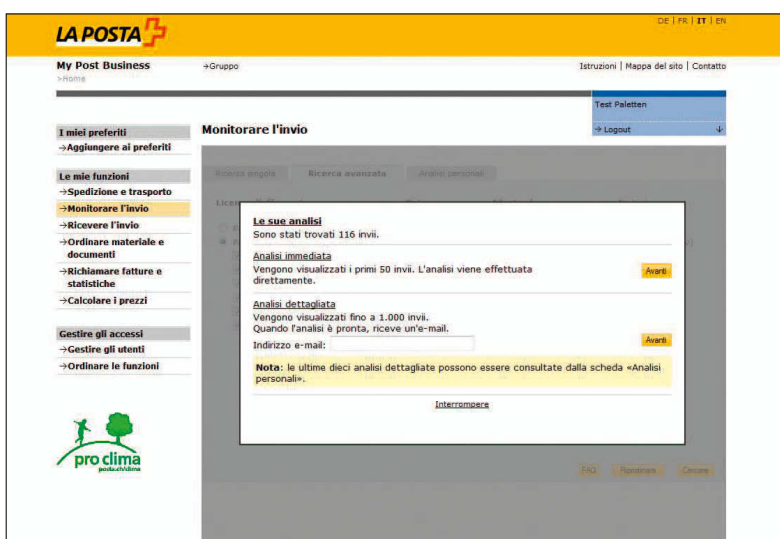 LA POSTA
DE | FR | IT | EN
My Post Business
→Gruppo
Istruzioni | Mappa del sito | Contatto
>Home
Test Paletten
→ Logout
Monitorare l'invio
I miei preferiti
→Aggiungere ai preferiti
Le mie funzioni
→Spedizione e trasporto
→Monitorare l'invio
→Ricevere l'invio
→Ordinare materiale e
documenti
→Richiamare fatture e
statistiche
→Calcolare i prezzi
Gestire gli accessi
→Gestire gli utenti
→Ordinare le funzioni
pro clima
posta.ch/clima
Ricerca singola
Ricerca avanzata
Analisi personali
Le sue analisi
Sono stati trovati 116 invii.
Analisi immediata
Vengono visualizzati i primi 50 invii. L'analisi viene effettuata
direttamente.
Avanti
Analisi dettagliata
Vengono visualizzati fino a 1.000 invii.
Quando l'analisi è pronta, riceve un'e-mail.
Indirizzo e-mail:
Avanti
Nota: le ultime dieci analisi dettagliate possono essere consultate dalla scheda «Analisi
personali».
Interrompere
FAQ
Cercare